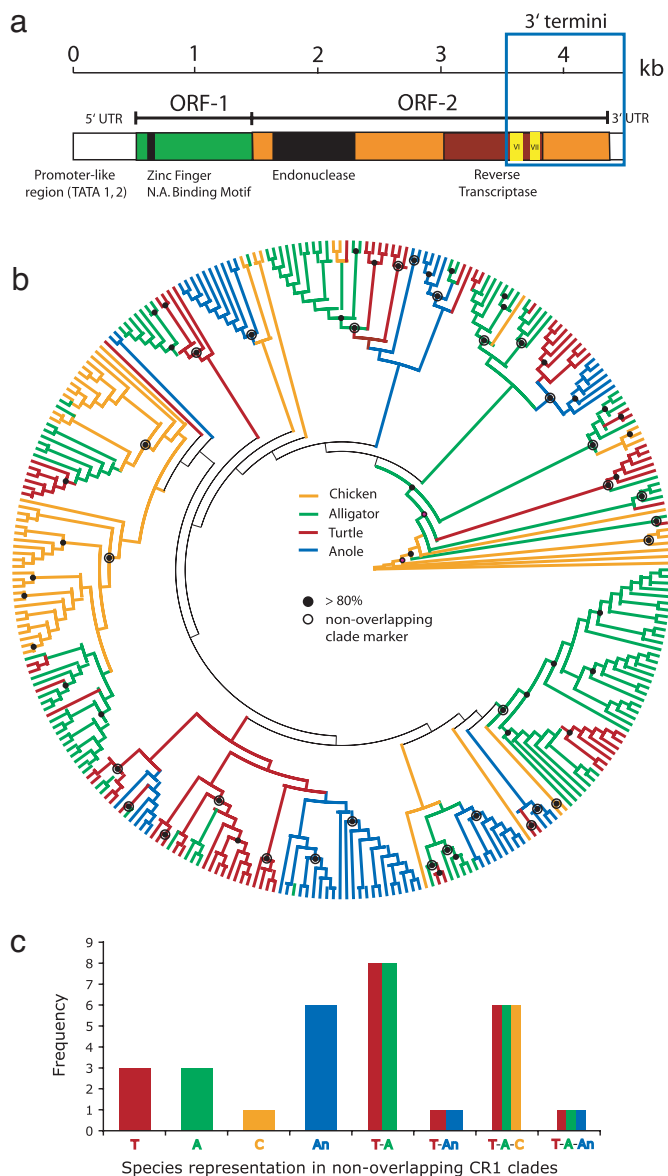 a
3‘ termini
0 1 2 3 4 kb
5´ UTR ORF-1 ORF-2 3´ UTR
VI VII
Promoter-like region (TATA 1, 2)
Zinc Finger N.A. Binding Motif
Endonuclease
Reverse Transcriptase
b
Chicken
Alligator
Turtle
Anole
> 80%
non-overlapping
clade marker
c
Frequency
9
8
7
6
5
4
3
2
1
0
T A C An T-A T-An T-A-C T-A-An
Species representation in non-overlapping CR1 clades